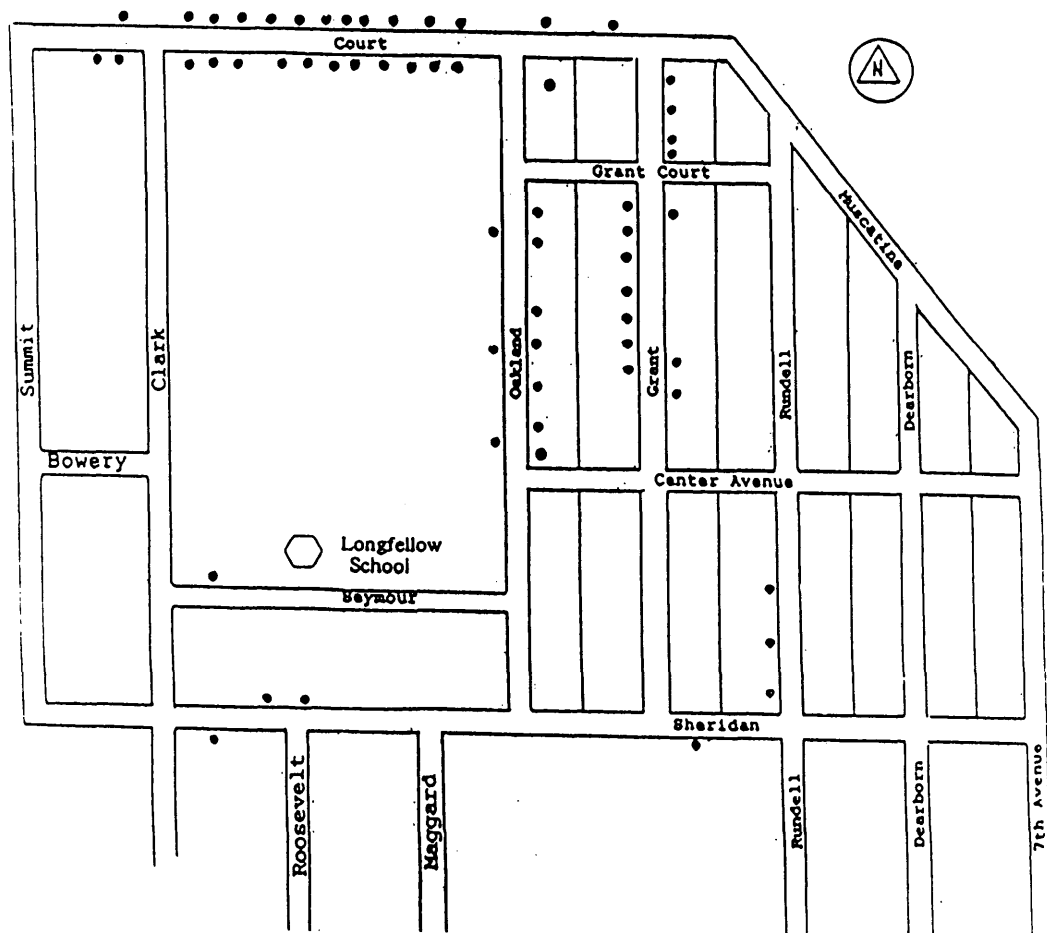 Court
N
Grant Court
Muscatine
Summit
Clark
Oakland
Grant
Rundell
Dearborn
Bowery
Center Avenue
Longfellow
School
Seymour
Sheridan
Roosevelt
Maggard
Rundell
Dearborn
7th Avenue